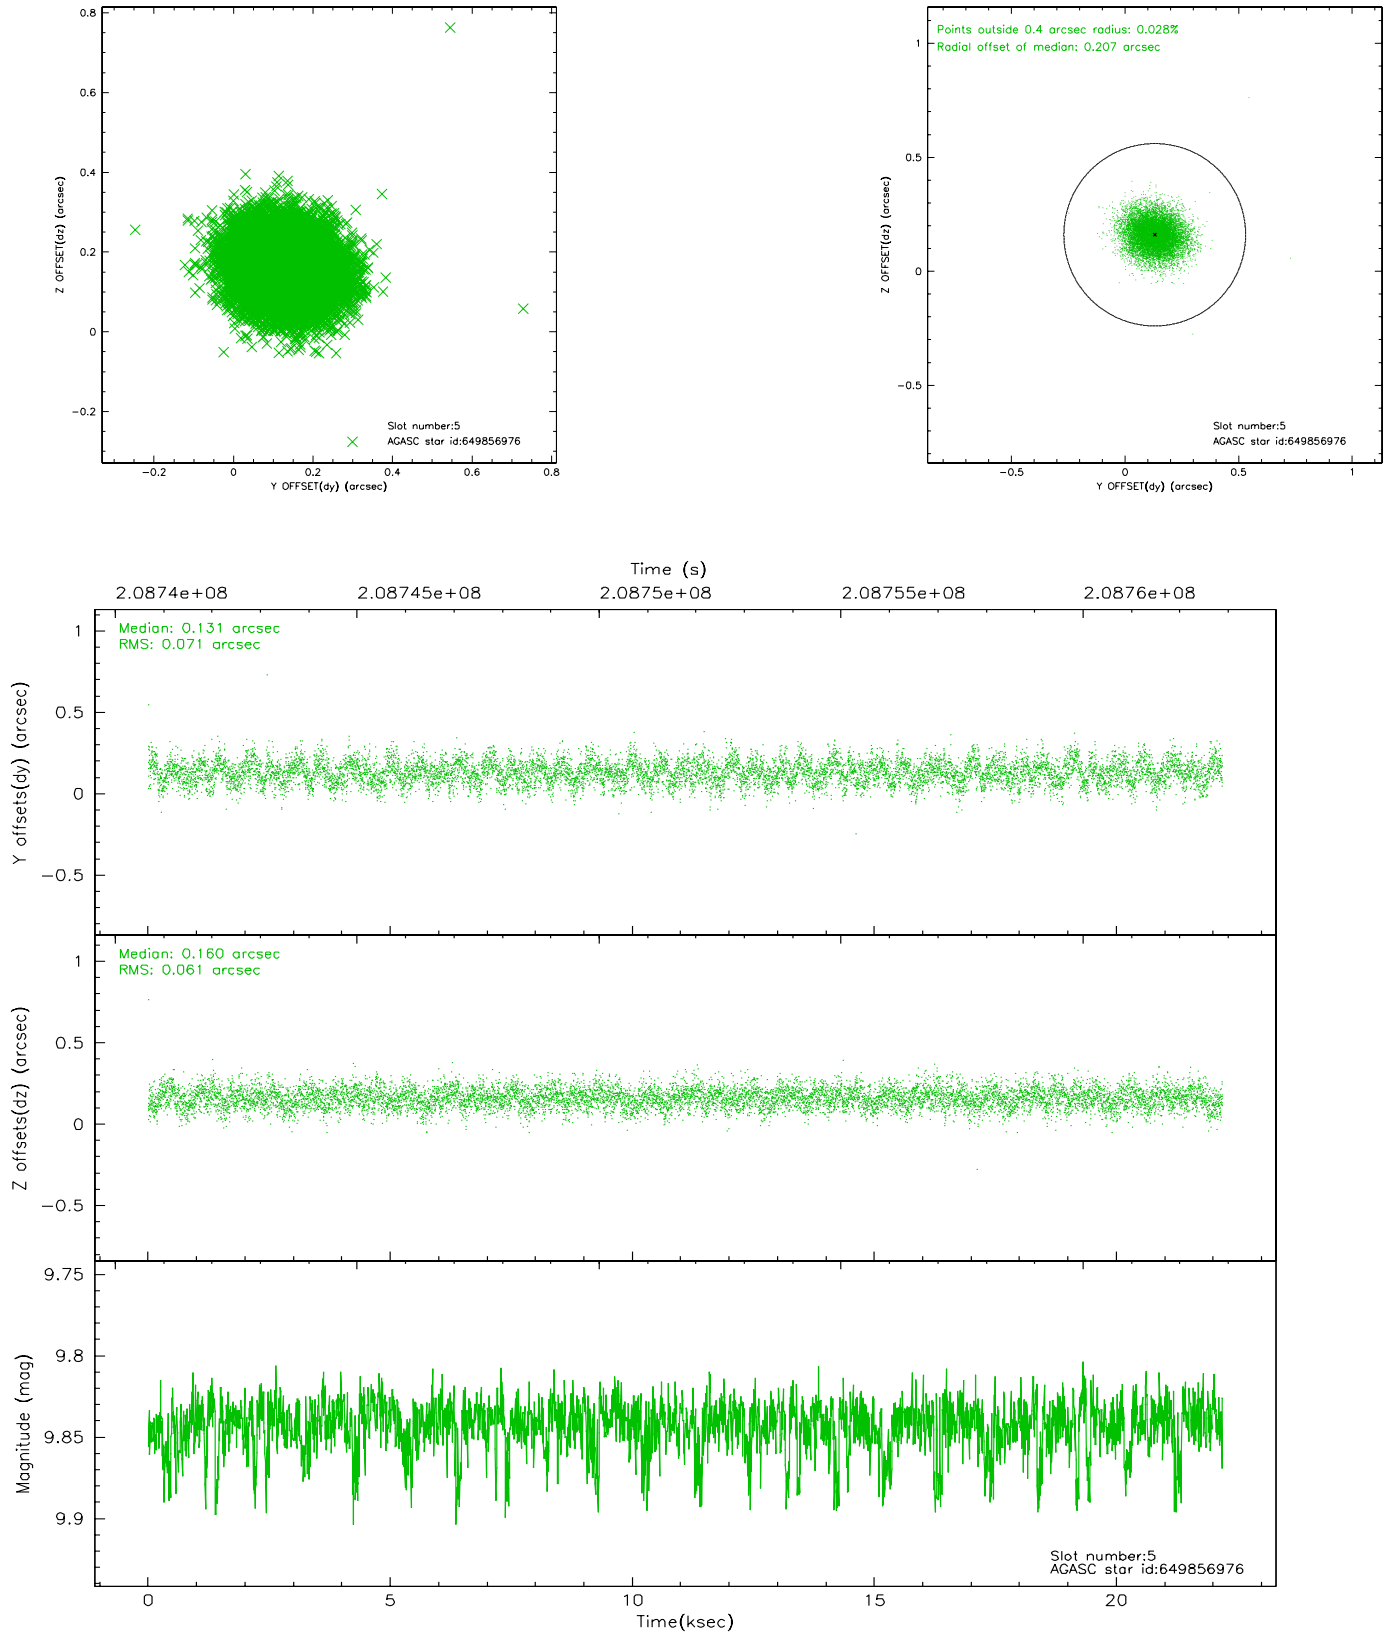 0.8
0.6
0.4
0.2
0
−0.2
Z OFFSET(dz) (arcsec)
Slot number:5
AGASC star id:649856976
−0.2 0 0.2 0.4 0.6 0.8
Y OFFSET(dy) (arcsec)
Points outside 0.4 arcsec radius: 0.028%
Radial offset of median: 0.207 arcsec
1
0.5
0
−0.5
Z OFFSET(dz) (arcsec)
Slot number:5
AGASC star id:649856976
−0.5 0 0.5 1
Y OFFSET(dy) (arcsec)
Time (s)
2.0874e+08 2.08745e+08 2.0875e+08 2.08755e+08 2.0876e+08
Median: 0.131 arcsec
RMS: 0.071 arcsec
1
0.5
0
−0.5
Y offsets(dy) (arcsec)
Median: 0.160 arcsec
RMS: 0.061 arcsec
1
0.5
0
−0.5
Z offsets(dz) (arcsec)
9.75
9.8
9.85
9.9
Magnitude (mag)
Slot number:5
AGASC star id:649856976
0 5 10 15 20
Time(ksec)